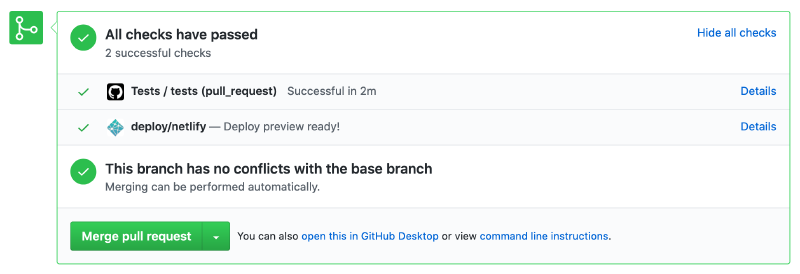 All checks have passed
Hide all checks
2 successful checks
Tests / tests (pull_request) Successful in 2m
Details
deploy/netlify — Deploy preview ready!
Details
This branch has no conflicts with the base branch
Merging can be performed automatically.
Merge pull request
You can also open this in GitHub Desktop or view command line instructions.